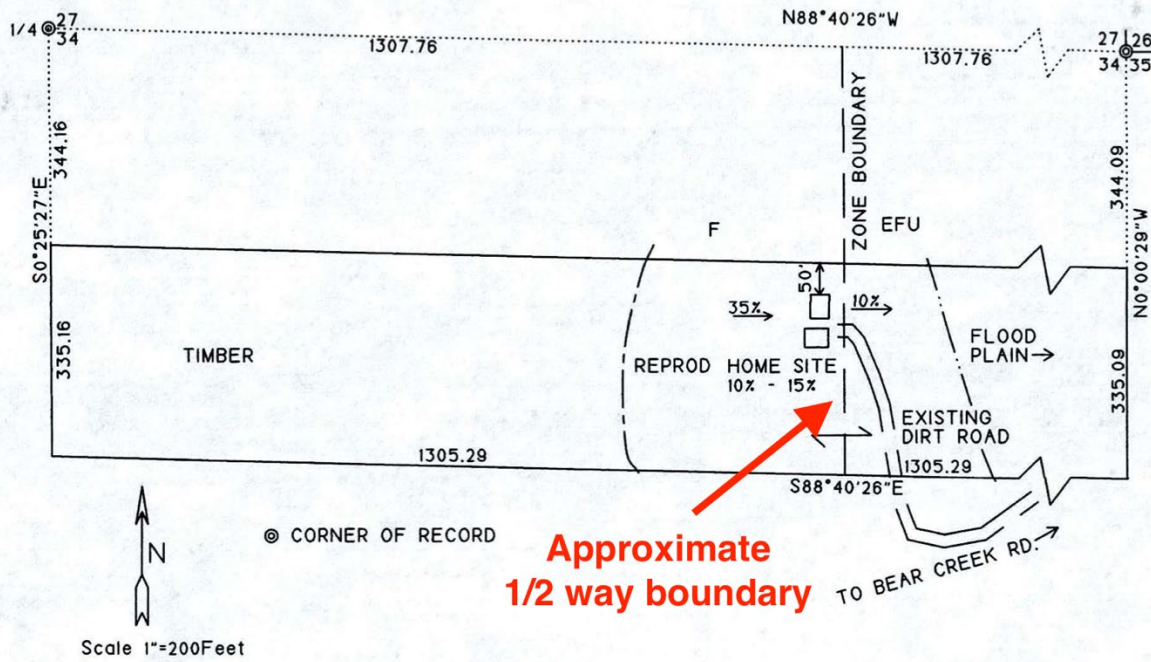 N88°40'26"W
1/4
27
34
1307.76
1307.76
27 26
34 35
344.16
S0°25'27"E
ZONE BOUNDARY
344.09
N0°00'29"W
F
EFU
50'
35%
10%
TIMBER
335.16
REPROD
HOME SITE
10% - 15%
FLOOD
PLAIN
335.09
EXISTING
DIRT ROAD
1305.29
1305.29
S88°40'26"E
N
CORNER OF RECORD
Approximate
1/2 way boundary
TO BEAR CREEK RD.
Scale 1"=200Feet